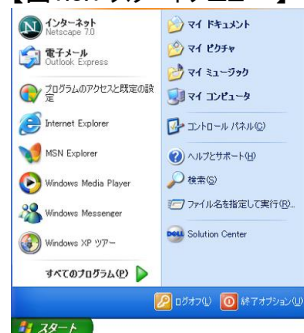 インターネット
Netscape 7.0
電子メール
Outlook Express
プログラムのアクセスと既定の設
定
Internet Explorer
MSN Explorer
Windows Media Player
Windows Messenger
Windows XP ツアー
すべてのプログラム(P)
マイ ドキュメント
マイ ピクチャ
マイ ミュージック
マイ コンピュータ
コントロール パネル(C)
ヘルプとサポート(H)
検索(S)
ファイル名を指定して実行(R)...
DELL Solution Center
ログオフ(L)
終了オプション(U)
スタート